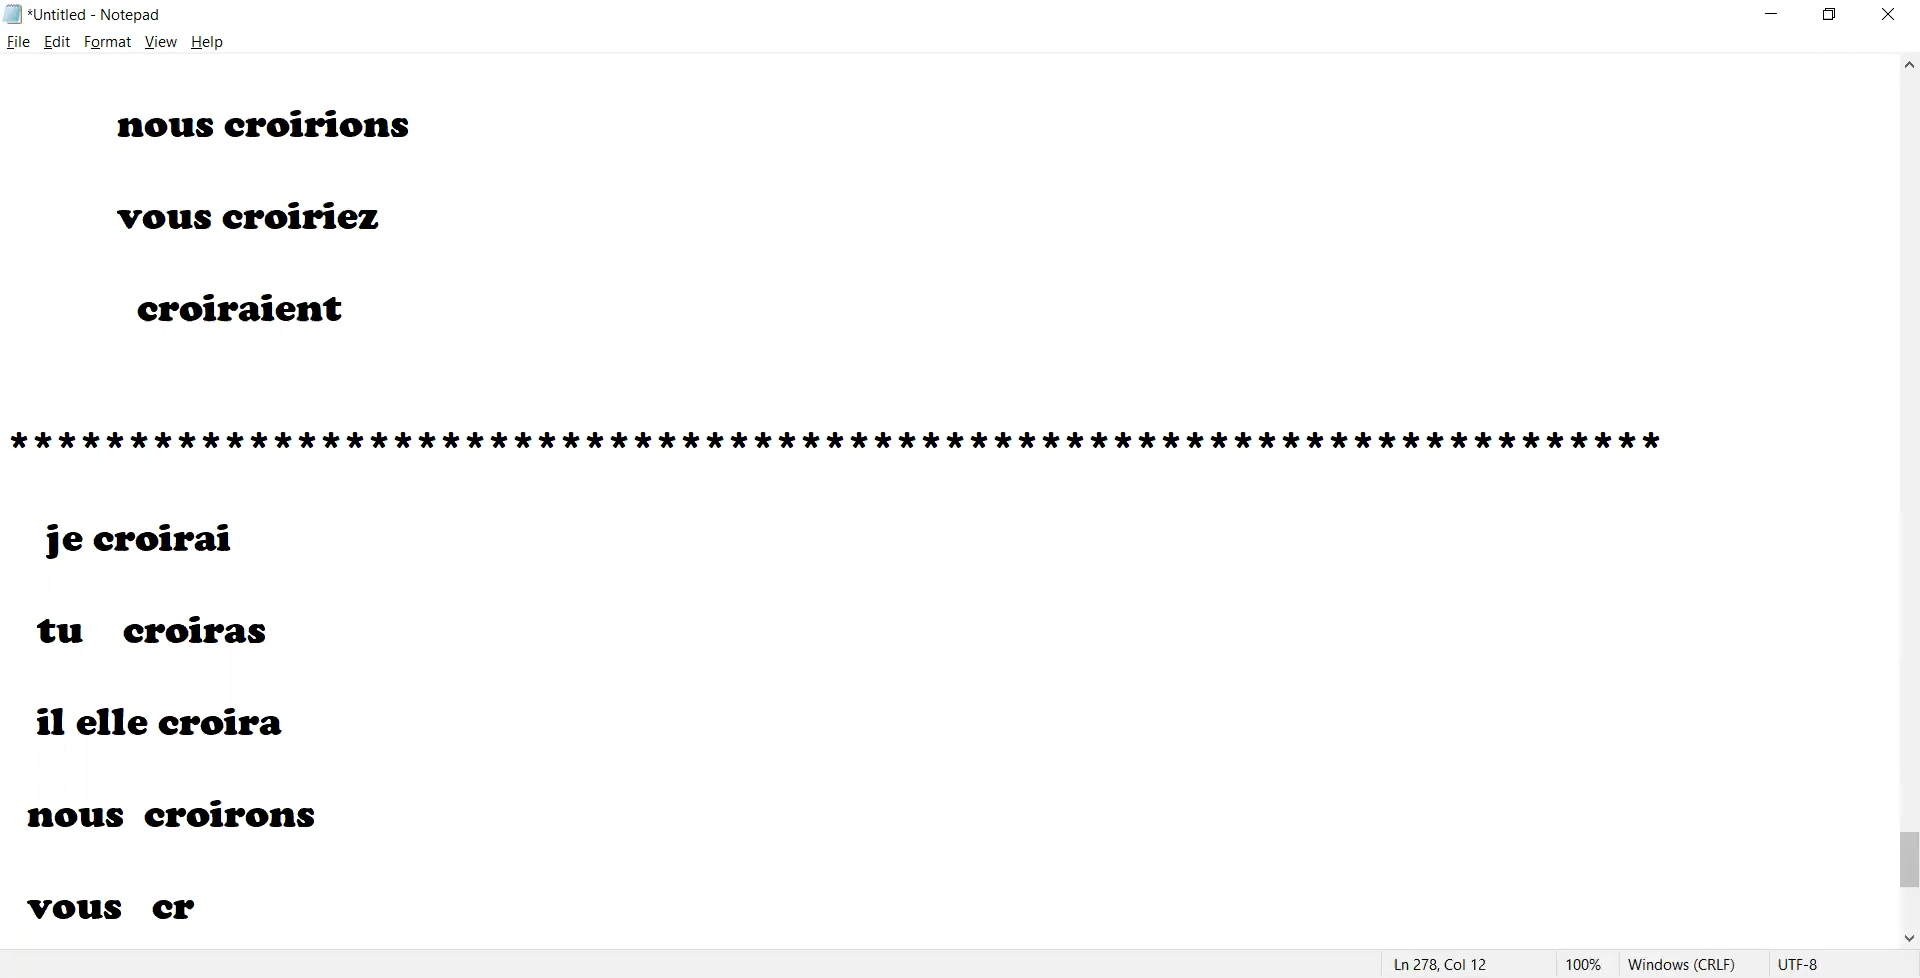 *Untitled - Notepad
File Edit Format View Help
nous croirions
vous croiriez
croiraient
*********************************************************************
je croirai
tu croiras
il elle croira
nous croirons
vous cr
Ln 278, Col 12 100% Windows (CRLF) UTF-8